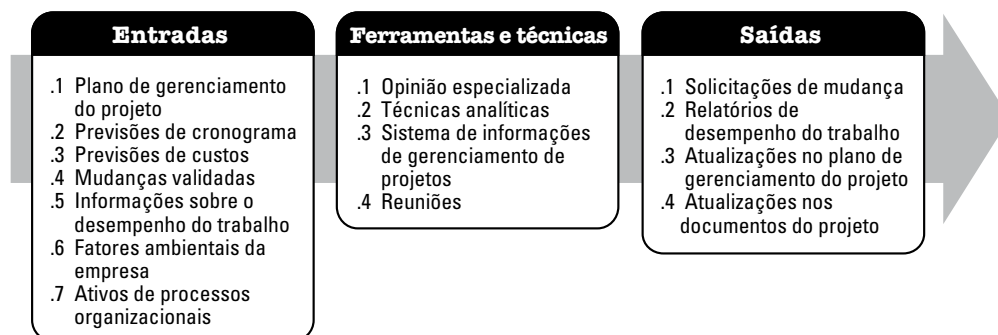 Entradas
.1 Plano de gerenciamento
do projeto
.2 Previsões de cronograma
.3 Previsões de custos
.4 Mudanças validadas
.5 Informações sobre o
desempenho do trabalho
.6 Fatores ambientais da
empresa
.7 Ativos de processos
organizacionais
Ferramentas e técnicas
.1 Opinião especializada
.2 Técnicas analíticas
.3 Sistema de informações
de gerenciamento de
projetos
.4 Reuniões
Saídas
.1 Solicitações de mudança
.2 Relatórios de
desempenho do trabalho
.3 Atualizações no plano de
gerenciamento do projeto
.4 Atualizações nos
documentos do projeto